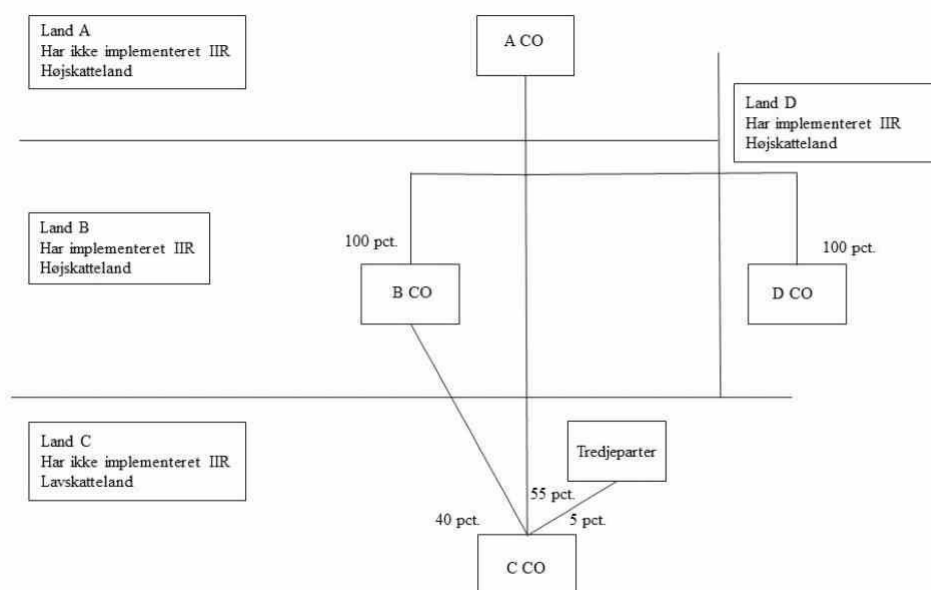 Land A
Har ikke implementeret IIR
Højskatteland
A CO
Land D
Har implementeret IIR
Højskatteland
Land B
Har implementeret IIR
Højskatteland
100 pct.
100 pct.
B CO
D CO
Land C
Har ikke implementeret IIR
Lavskatteland
Tredjeparter
55 pct.
40 pct.
5 pct.
C CO